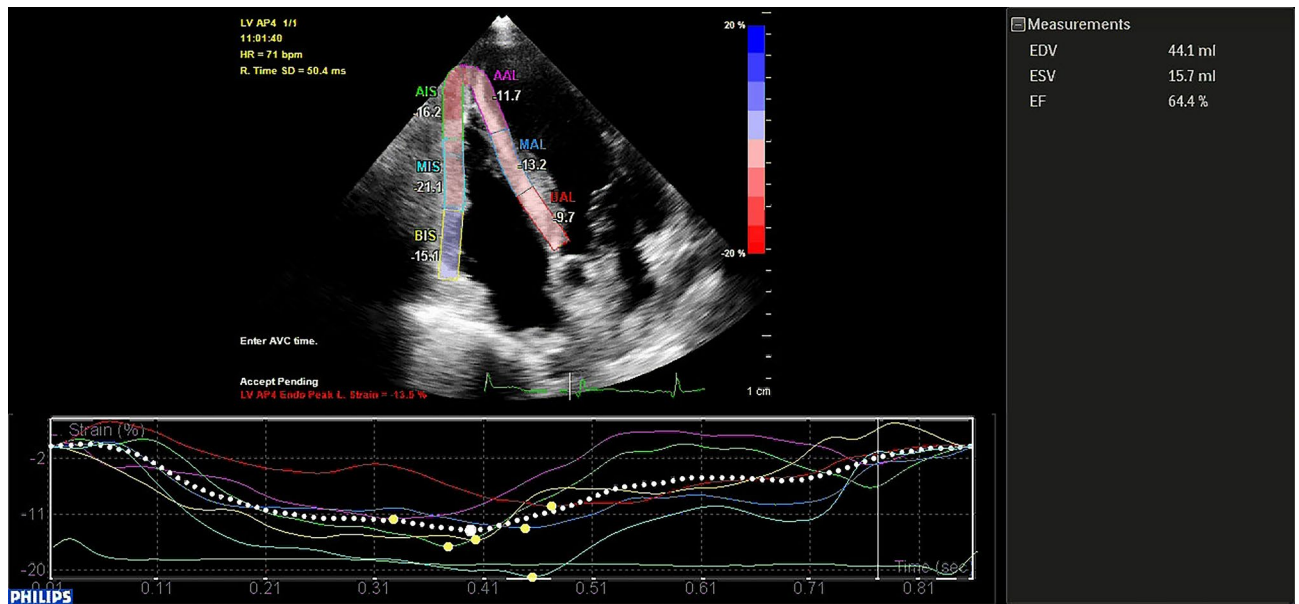 LV AP4 1/1
11:01:40
HR = 71 bpm
R. Time SD = 50.4 ms
20 %
-20 %
AIS
-16.2
AAL
-11.7
MIS
-21.1
MAL
-13.2
BIS
-15.1
-9.7
Enter AVC time.
Accept Pending
LV AP4 Endo Peak L. Strain = -13.5 %
1 cm
Measurements
EDV 44.1 ml
ESV 15.7 ml
EF 64.4 %
Strain (%)
-2
-11
-20
Time (sec
0.01 0.11 0.21 0.31 0.41 0.51 0.61 0.71 0.81
PHILIPS